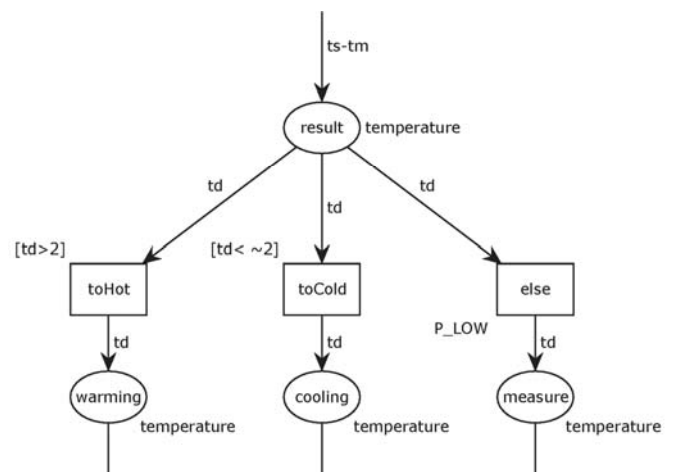 ts-tm
result
temperature
td
td
td
[td>2]
[td< ~2]
toHot
toCold
else
P_LOW
td
td
td
warming
cooling
measure
temperature
temperature
temperature